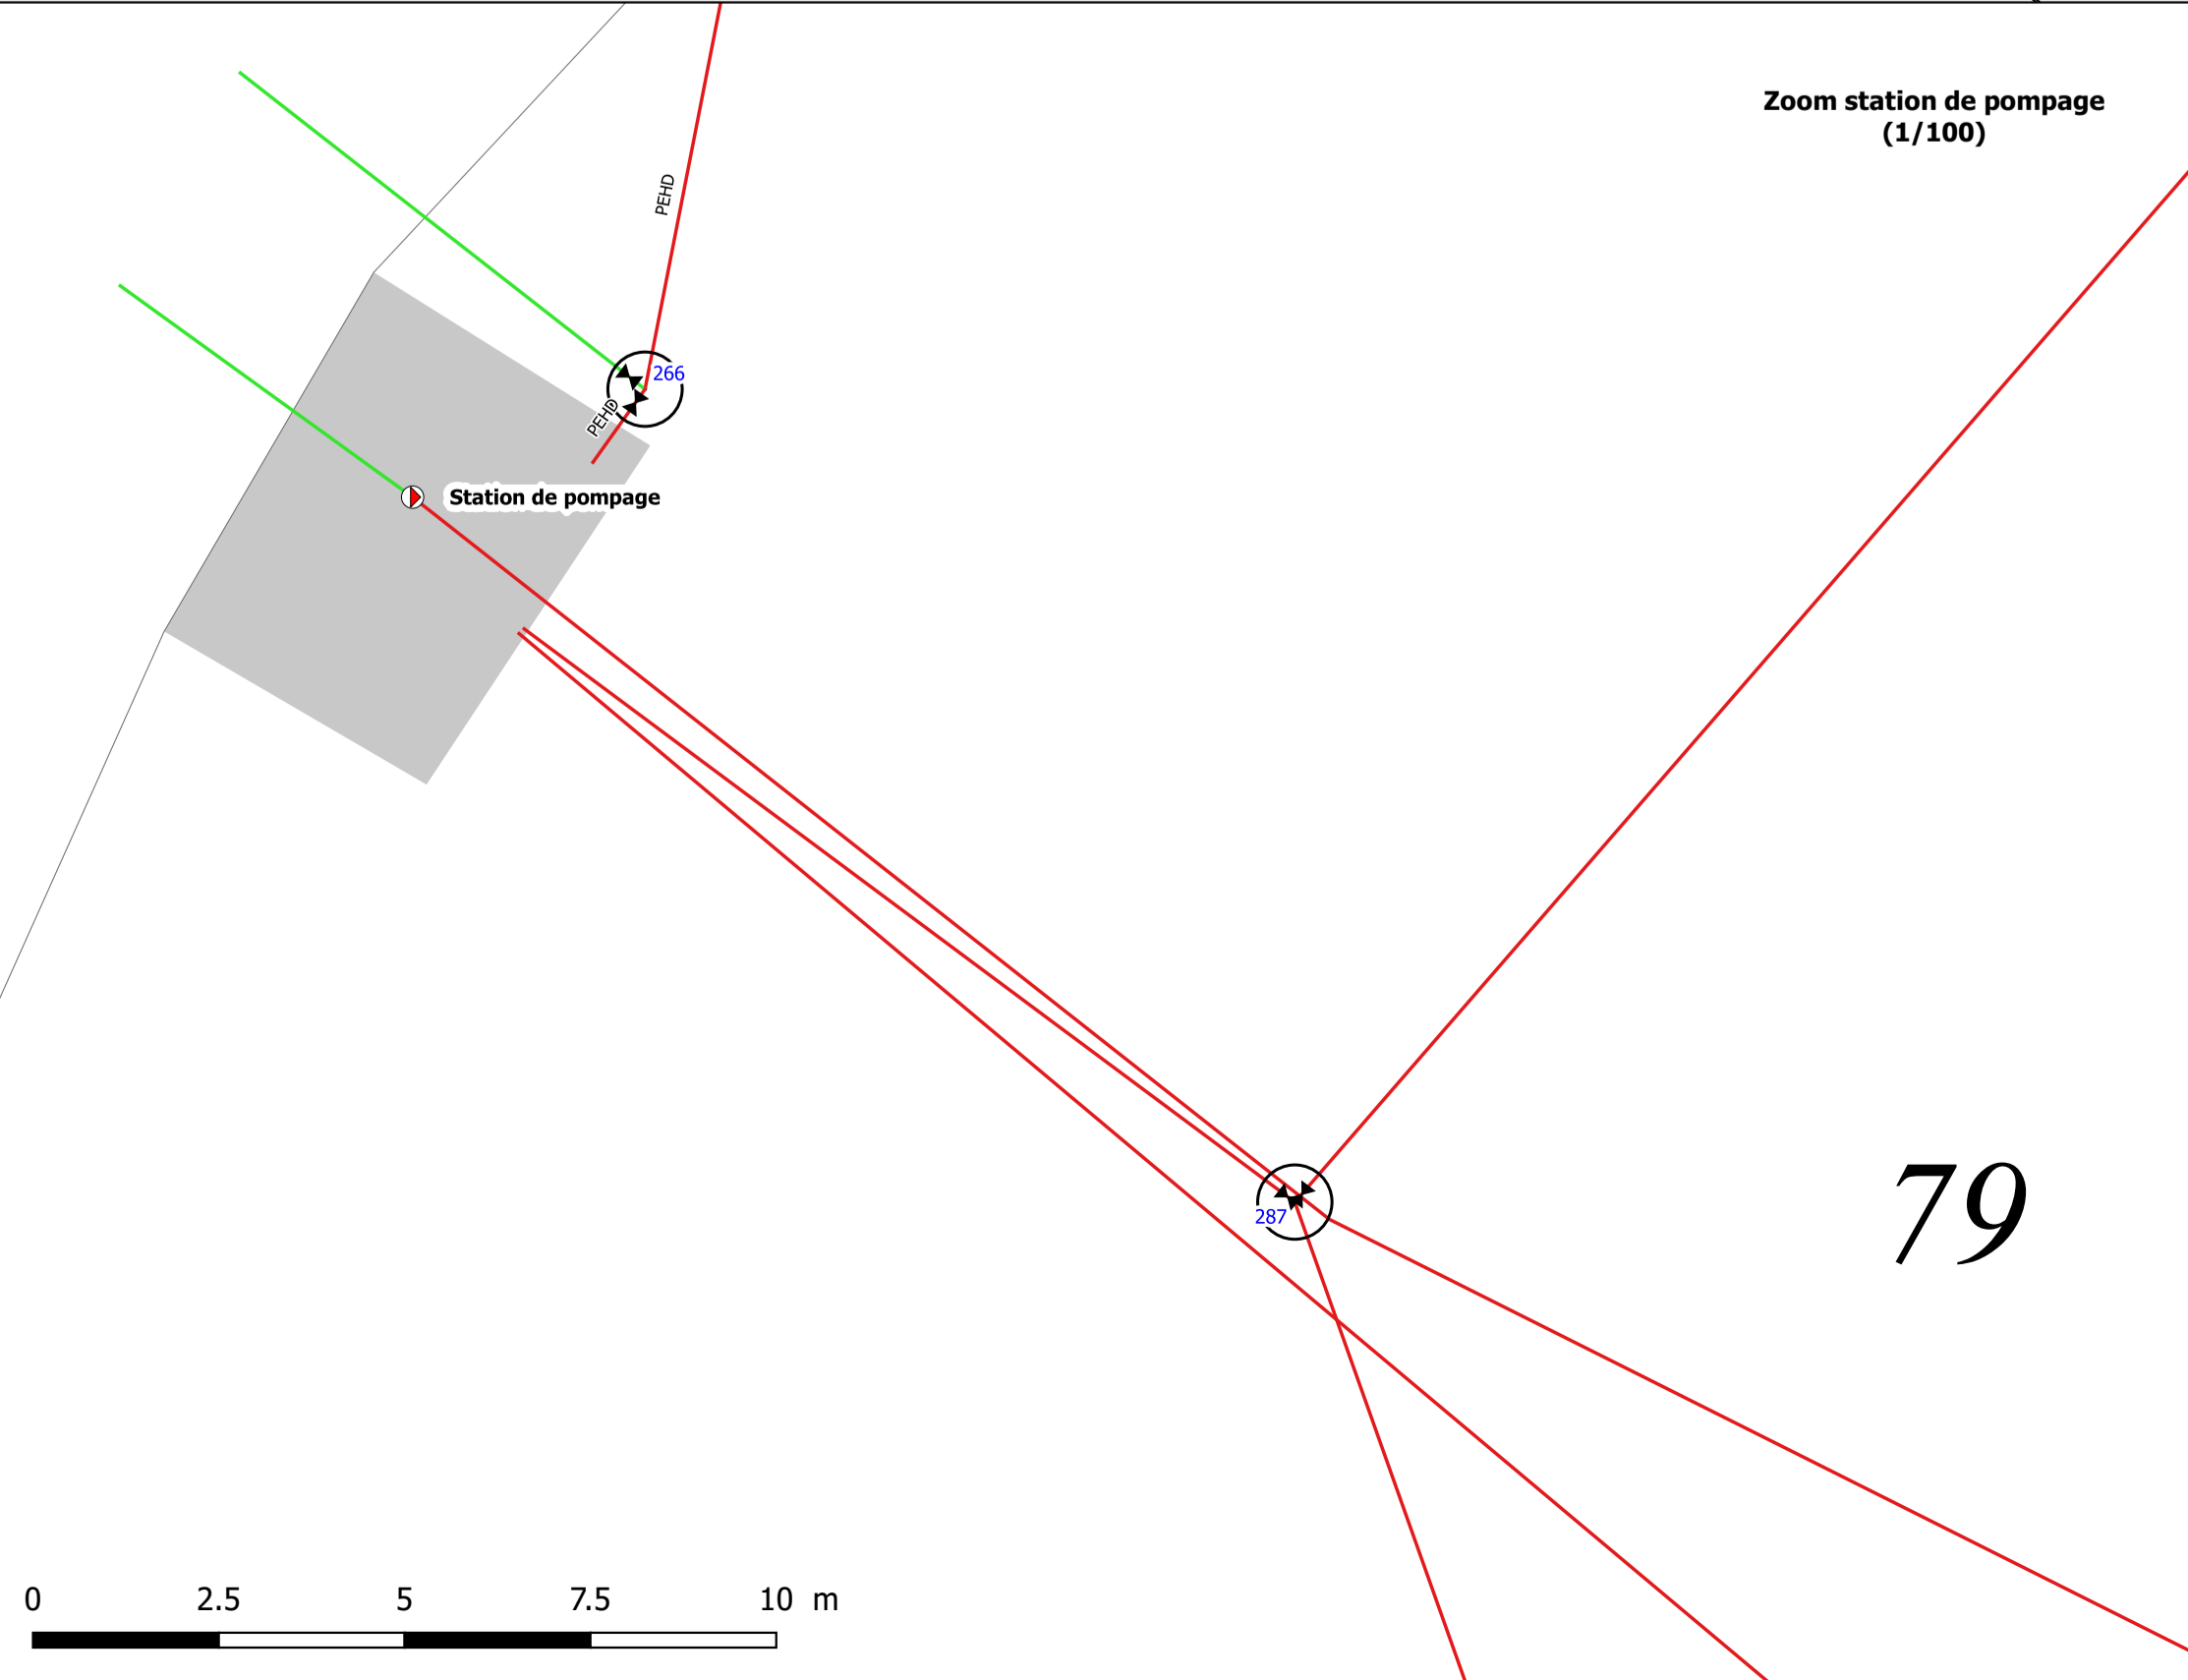 Zoom station de pompage
(1/100)
PEHD
266
PEHD
Station de pompage
79
287
0 2.5 5 7.5 10 m